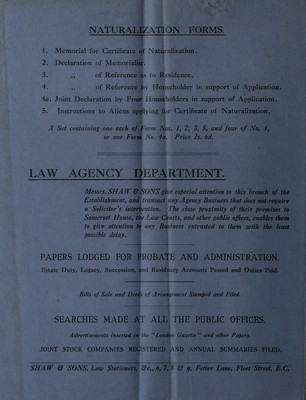 NATURALIZATION FORMS.
1. Memorial for Certificate of Naturalization.
2. Declaration of Memorialist.
3. ,, of Reference as to Residence.
4. ,, of Reference by Householder in support of Application.
4a. Joint Declaration by Four Householders in support of Application.
5. Instructions to Aliens applying for Certificate of Naturalization.
A Set containing one each of Form Nos. 1, 2, 3, 5, and four of No. 4,
or one Form No. 4a. Price 2s. 6d.
LAW AGENCY DEPARTMENT.
Messrs. SHAW & SONS give especial attention to this branch of the
Establishment, and transact any Agency Business that does not require
a Solicitor's intervention. The close proximity of their premises to
Somerset House, the Law Courts, and other public offices, enables them
to give attention to any Business entrusted to them with the least
possible delay.
PAPERS LODGED FOR PROBATE AND ADMINISTRATION.
Estate Duty, Legacy, Succession, and Residuary Accounts Passed and Duties Paid.
Bills of Sale and Deeds of Arrangement Stamped and Filed.
SEARCHES MADE AT ALL THE PUBLIC OFFICES.
Advertisements inserted in the "London Gazette" and other Papers.
JOINT STOCK COMPANIES REGISTERED AND ANNUAL SUMMARIES FILED.
SHAW & SONS, Law Stationers, &c., 6, 7, 8 & 9, Fetter Lane, Fleet Street, E.C.